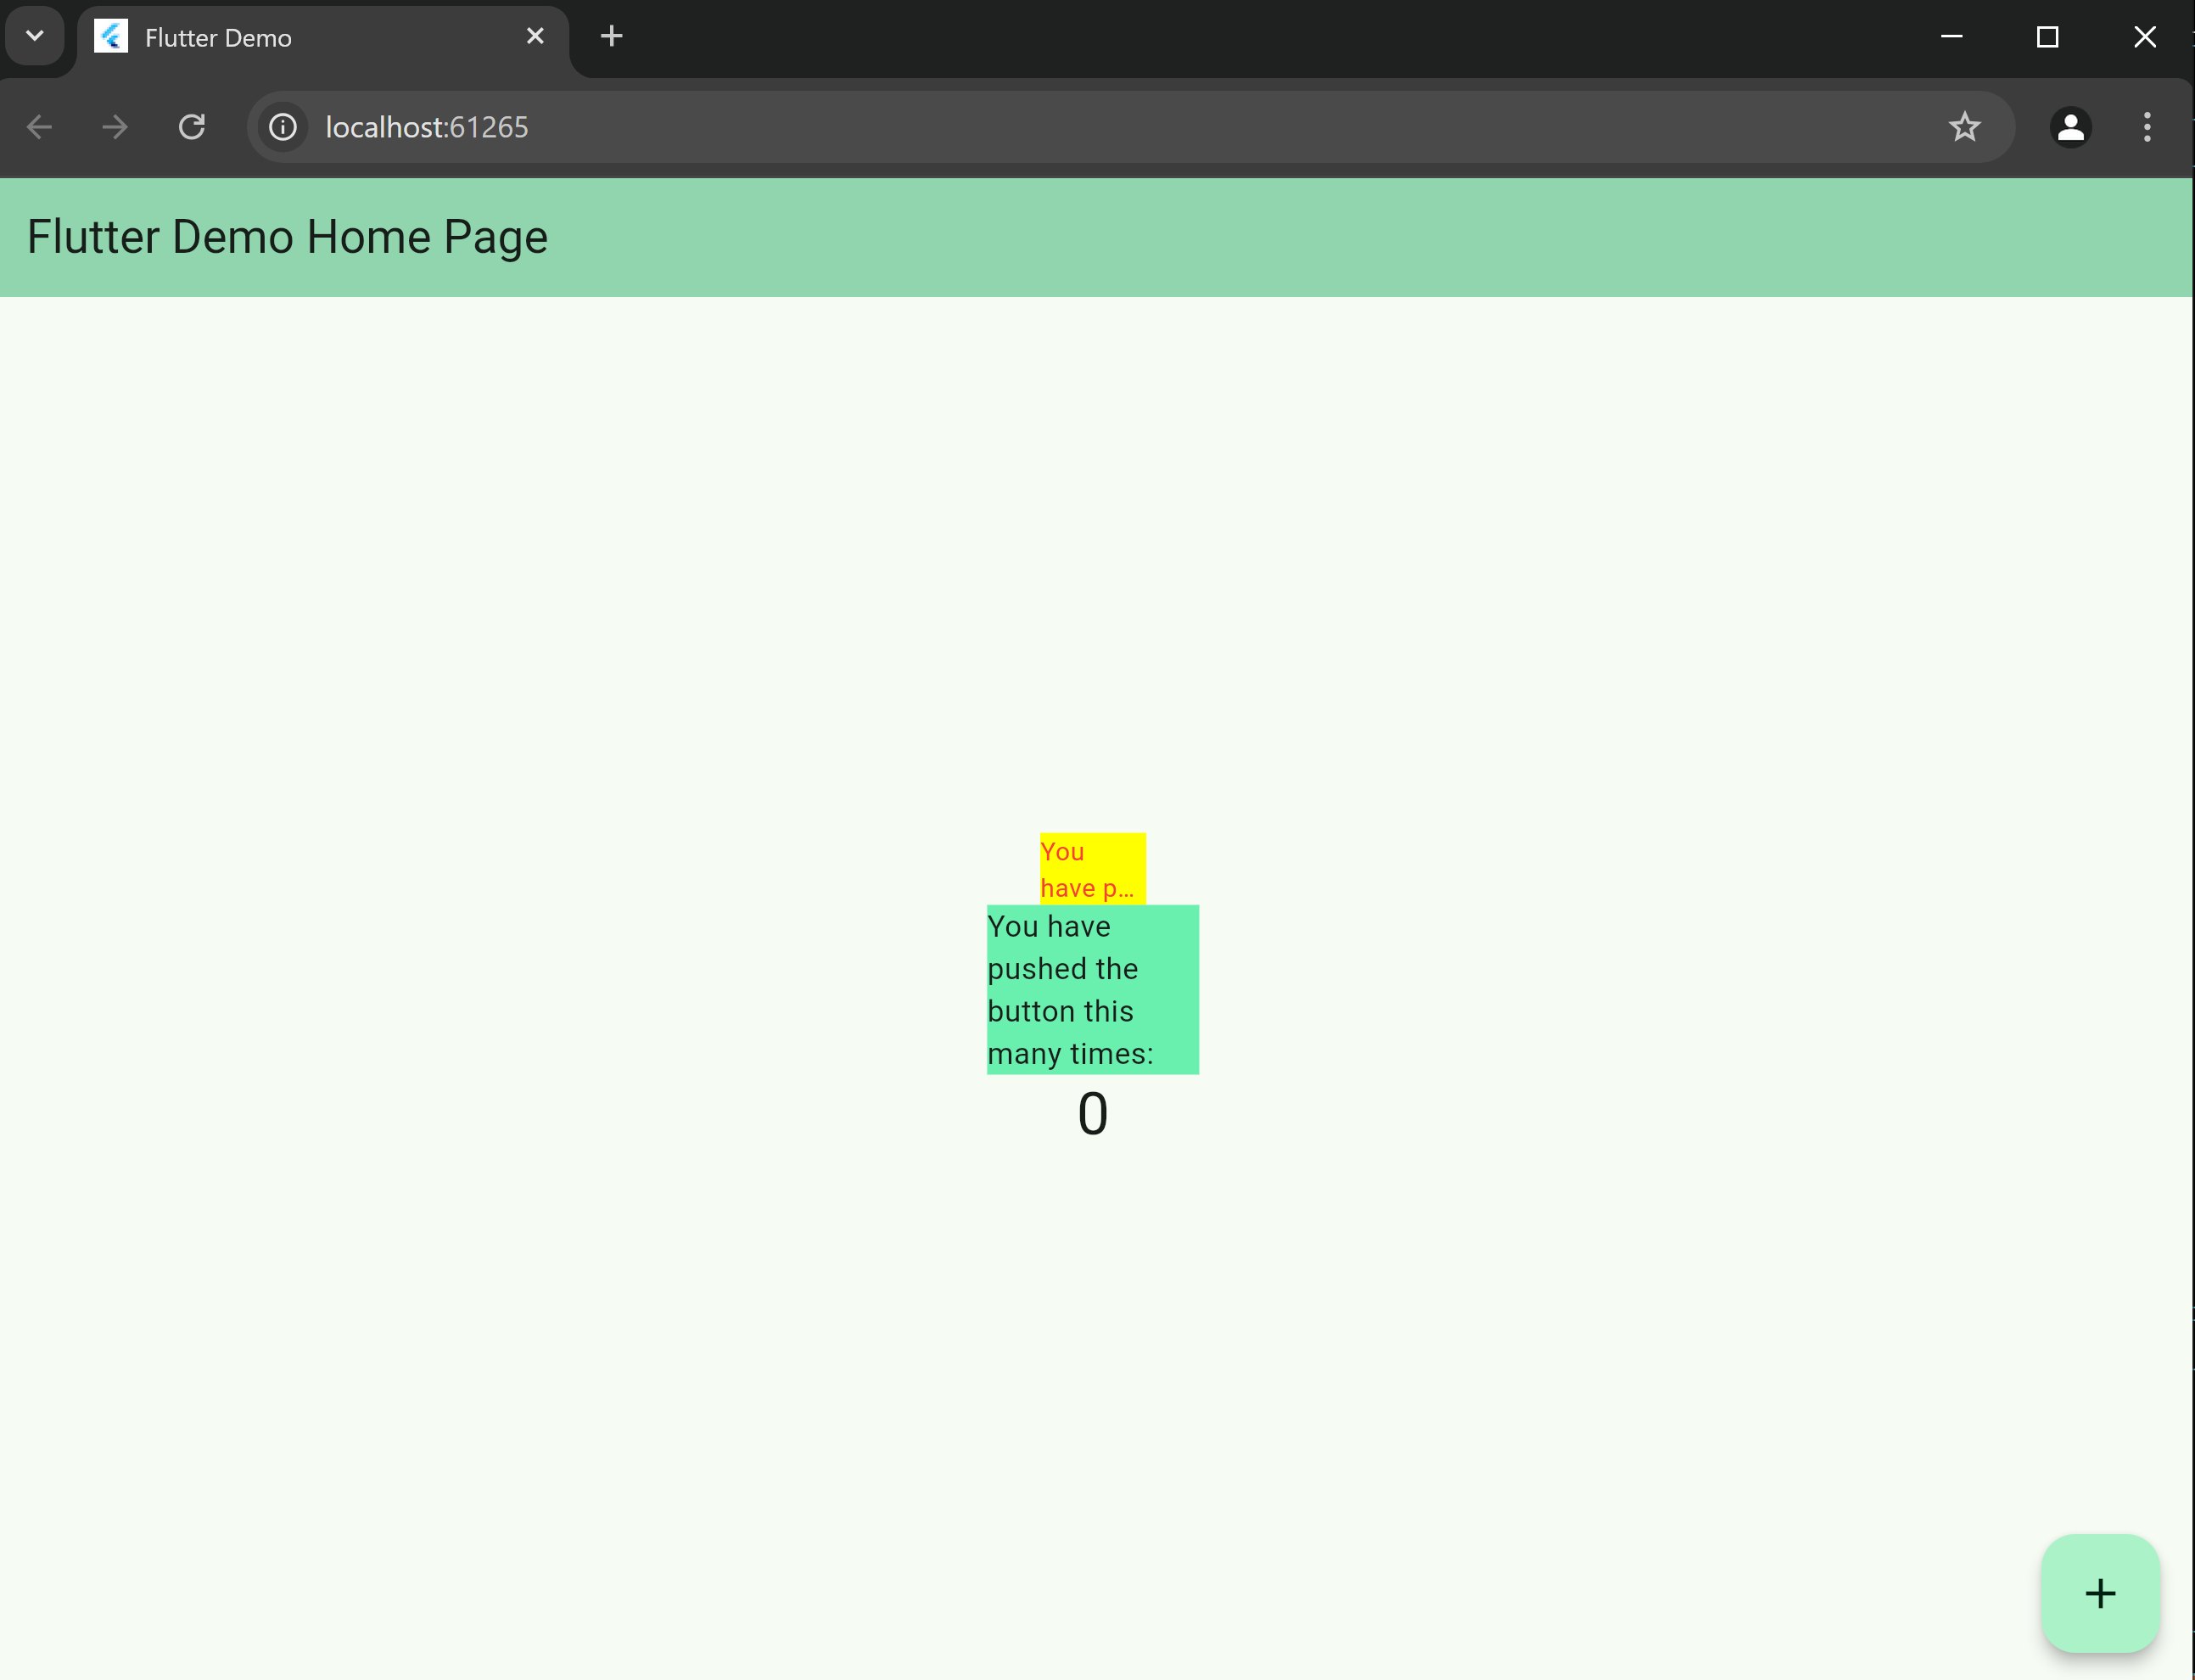 Flutter Demo
localhost:61265
Flutter Demo Home Page
You
have p...
You have
pushed the
button this
many times:
0